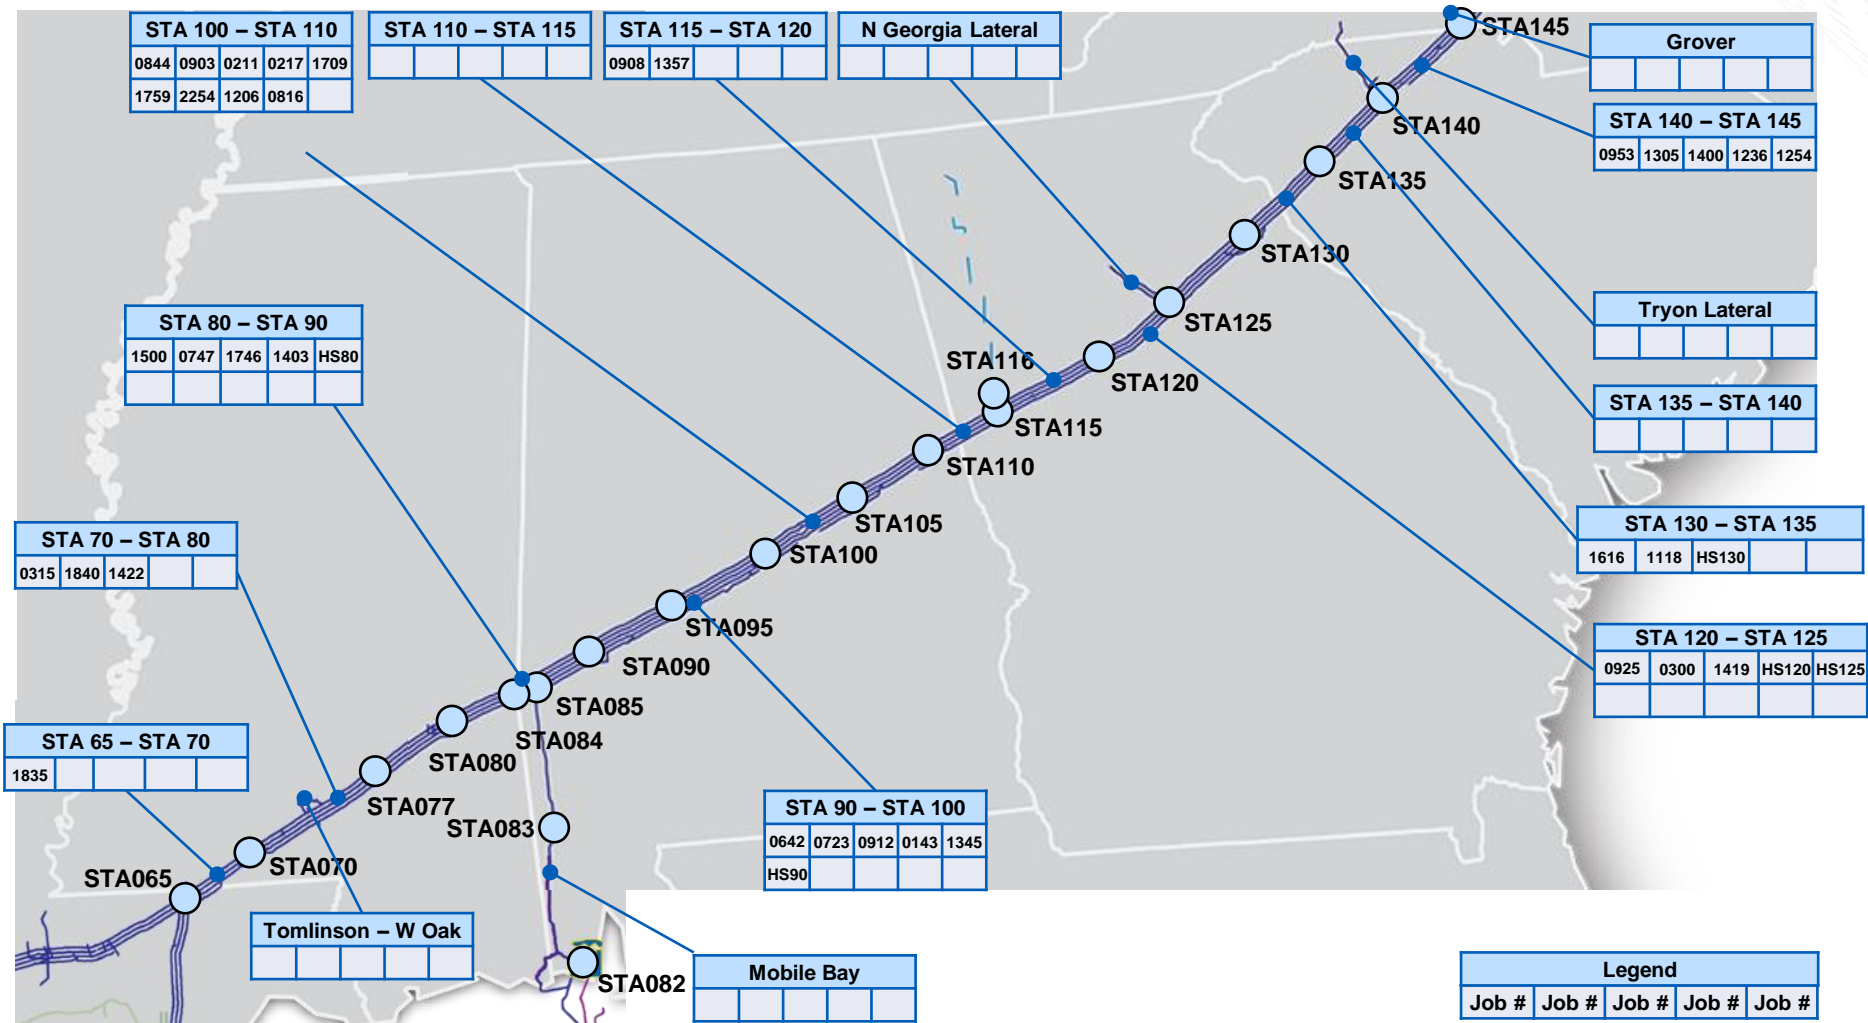 STA 100 – STA 110
0844 0903 0211 0217 1709
1759 2254 1206 0816
STA 110 – STA 115
STA 115 – STA 120
0908 1357
N Georgia Lateral
STA145
Grover
STA 140 – STA 145
0953 1305 1400 1236 1254
STA140
STA135
STA130
Tryon Lateral
STA125
STA 135 – STA 140
STA 80 – STA 90
1500 0747 1746 1403 HS80
STA116
STA120
STA115
STA110
STA105
STA100
STA 130 – STA 135
1616 1118 HS130
STA 70 – STA 80
0315 1840 1422
STA095
STA090
STA 120 – STA 125
0925 0300 1419 HS120 HS125
STA085
STA084
STA080
STA 65 – STA 70
1835
STA077
STA083
STA 90 – STA 100
0642 0723 0912 0143 1345
HS90
STA070
STA065
Tomlinson – W Oak
STA082
Mobile Bay
Legend
Job # Job # Job # Job # Job #